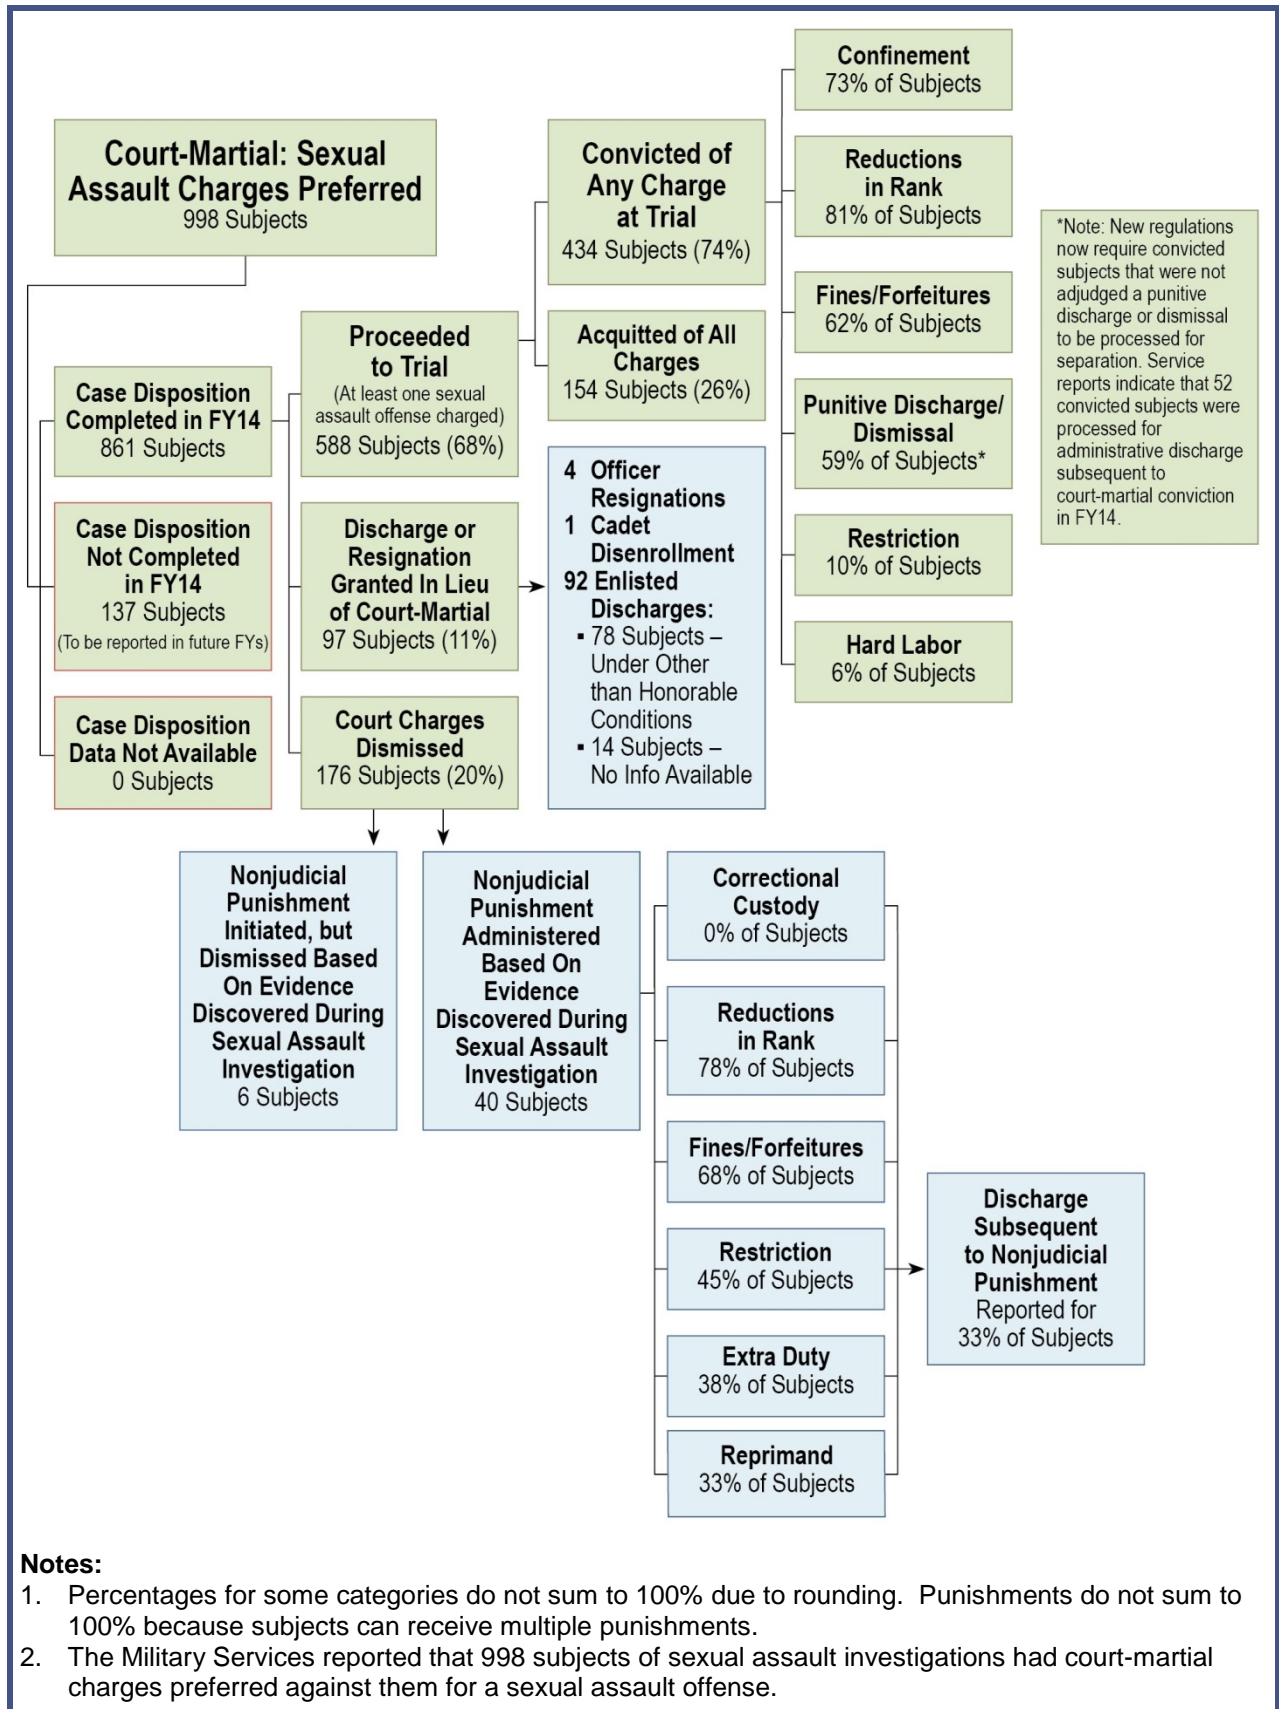 Court-Martial: Sexual
Assault Charges Preferred
998 Subjects
Case Disposition
Completed in FY14
861 Subjects
Case Disposition
Not Completed
in FY14
137 Subjects
(To be reported in future FYs)
Case Disposition
Data Not Available
0 Subjects
Proceeded
to Trial
(At least one sexual
assault offense charged)
588 Subjects (68%)
Discharge or
Resignation
Granted In Lieu
of Court-Martial
97 Subjects (11%)
Court Charges
Dismissed
176 Subjects (20%)
Convicted of
Any Charge
at Trial
434 Subjects (74%)
Acquitted of All
Charges
154 Subjects (26%)
4 Officer
Resignations
1 Cadet
Disenrollment
92 Enlisted
Discharges:
▪ 78 Subjects –
Under Other
than Honorable
Conditions
▪ 14 Subjects –
No Info Available
Confinement
73% of Subjects
Reductions
in Rank
81% of Subjects
Fines/Forfeitures
62% of Subjects
Punitive Discharge/
Dismissal
59% of Subjects*
Restriction
10% of Subjects
Hard Labor
6% of Subjects
*Note: New regulations
now require convicted
subjects that were not
adjudged a punitive
discharge or dismissal
to be processed for
separation. Service
reports indicate that 52
convicted subjects were
processed for
administrative discharge
subsequent to
court-martial conviction
in FY14.
Nonjudicial
Punishment
Initiated, but
Dismissed Based
On Evidence
Discovered During
Sexual Assault
Investigation
6 Subjects
Nonjudicial
Punishment
Administered
Based On
Evidence
Discovered During
Sexual Assault
Investigation
40 Subjects
Correctional
Custody
0% of Subjects
Reductions
in Rank
78% of Subjects
Fines/Forfeitures
68% of Subjects
Restriction
45% of Subjects
Extra Duty
38% of Subjects
Reprimand
33% of Subjects
Discharge
Subsequent
to Nonjudicial
Punishment
Reported for
33% of Subjects
Notes:
1. Percentages for some categories do not sum to 100% due to rounding. Punishments do not sum to
100% because subjects can receive multiple punishments.
2. The Military Services reported that 998 subjects of sexual assault investigations had court-martial
charges preferred against them for a sexual assault offense.